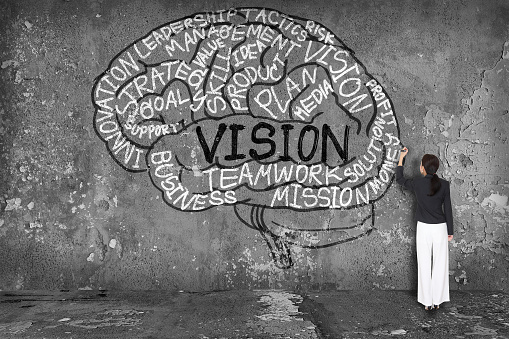 LEADERSHIP
TACTICS
RISK
MANAGEMENT
VISION
INNOVATION
STRATEGY
VALUE
SKILL
IDEA
PRODUCT
GOAL
SUPPORT
PLAN
MEDIA
PROFIT
SOLUTION
MONEY
VISION
TEAMWORK
BUSINESS
MISSION